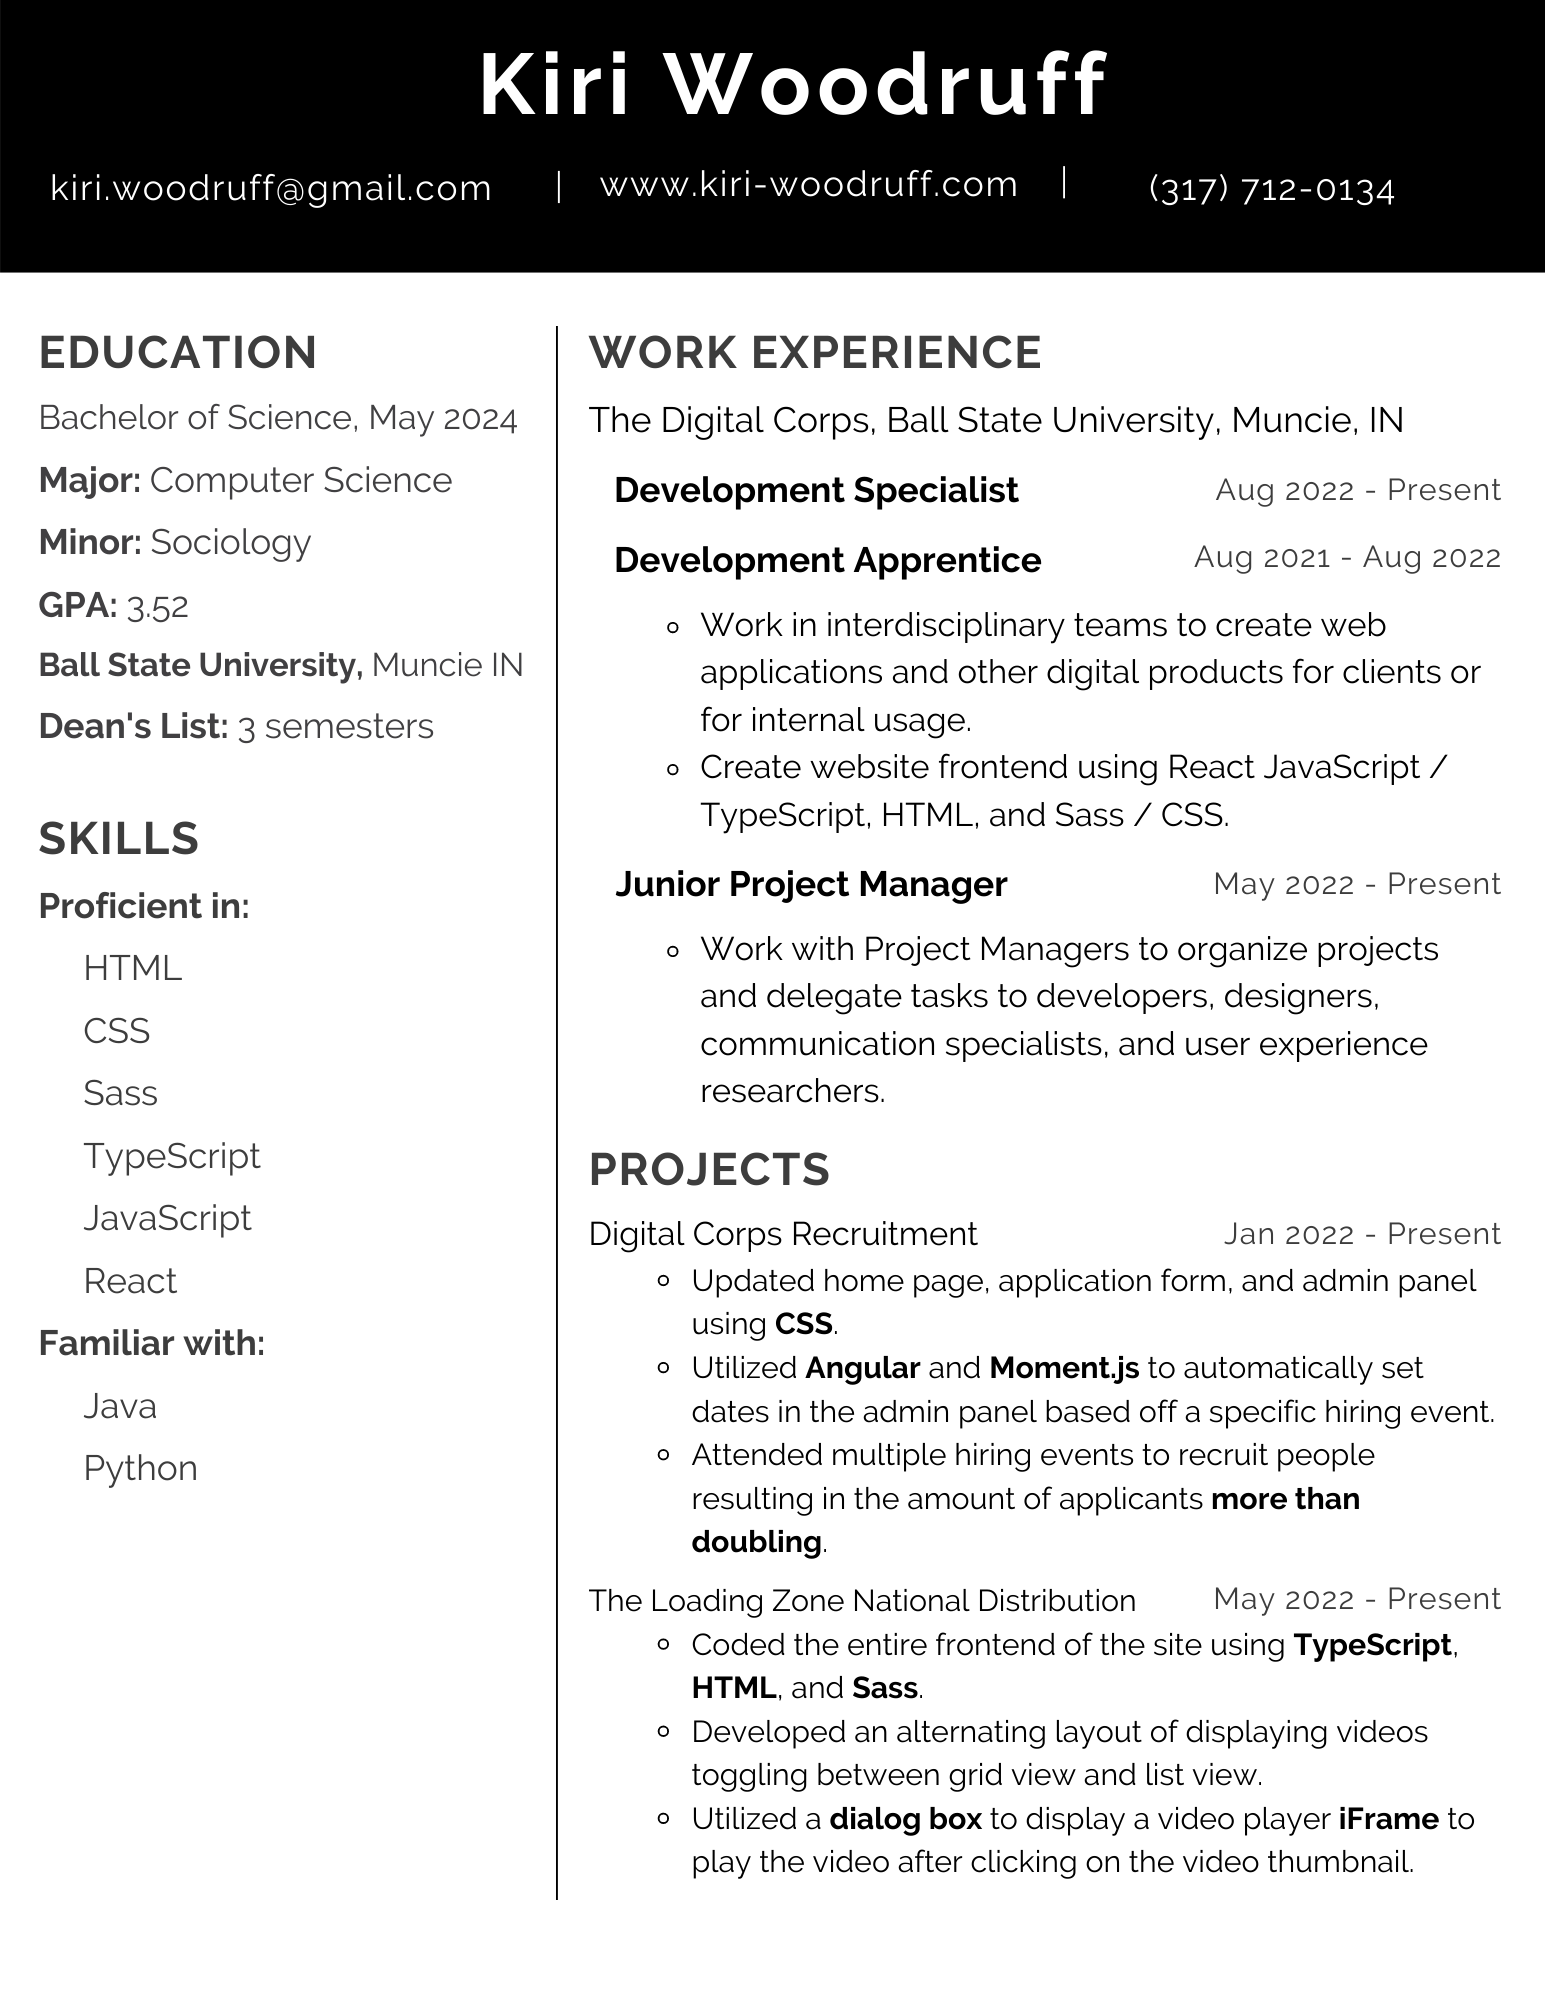 Kiri Woodruff
kiri.woodruff@gmail.com | www.kiri-woodruff.com | (317) 712-0134
EDUCATION
Bachelor of Science, May 2024
Major: Computer Science
Minor: Sociology
GPA: 3.52
Ball State University, Muncie IN
Dean's List: 3 semesters
SKILLS
Proficient in:
HTML
CSS
Sass
TypeScript
JavaScript
React
Familiar with:
Java
Python
WORK EXPERIENCE
The Digital Corps, Ball State University, Muncie, IN
Development Specialist Aug 2022 - Present
Development Apprentice Aug 2021 - Aug 2022
Work in interdisciplinary teams to create web
applications and other digital products for clients or
for internal usage.
Create website frontend using React JavaScript /
TypeScript, HTML, and Sass / CSS.
Junior Project Manager May 2022 - Present
Work with Project Managers to organize projects
and delegate tasks to developers, designers,
communication specialists, and user experience
researchers.
PROJECTS
Digital Corps Recruitment Jan 2022 - Present
Updated home page, application form, and admin panel
using CSS.
Utilized Angular and Moment.js to automatically set
dates in the admin panel based off a specific hiring event.
Attended multiple hiring events to recruit people
resulting in the amount of applicants more than
doubling.
The Loading Zone National Distribution May 2022 - Present
Coded the entire frontend of the site using TypeScript,
HTML, and Sass.
Developed an alternating layout of displaying videos
toggling between grid view and list view.
Utilized a dialog box to display a video player iFrame to
play the video after clicking on the video thumbnail.